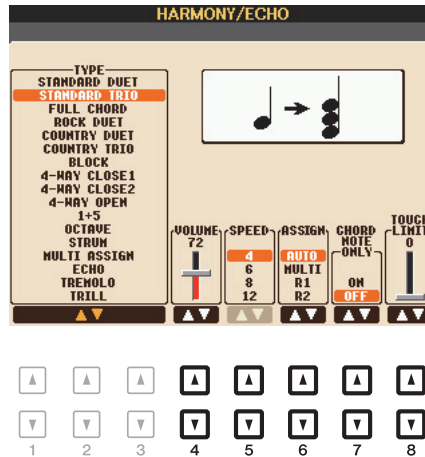 HARMONY/ECHO
TYPE
STANDARD DUET
STANDARD TRIO
FULL CHORD
ROCK DUET
COUNTRY DUET
COUNTRY TRIO
BLOCK
4-WAY CLOSE1
4-WAY CLOSE2
4-WAY OPEN
1+5
OCTAVE
STRUM
MULTI ASSIGN
ECHO
TREMOLO
TRILL
VOLUME
72
SPEED
4
6
8
12
ASSIGN
AUTO
MULTI
R1
R2
CHORD
NOTE
ONLY
ON
OFF
TOUCH
LIMIT
0
1 2 3 4 5 6 7 8